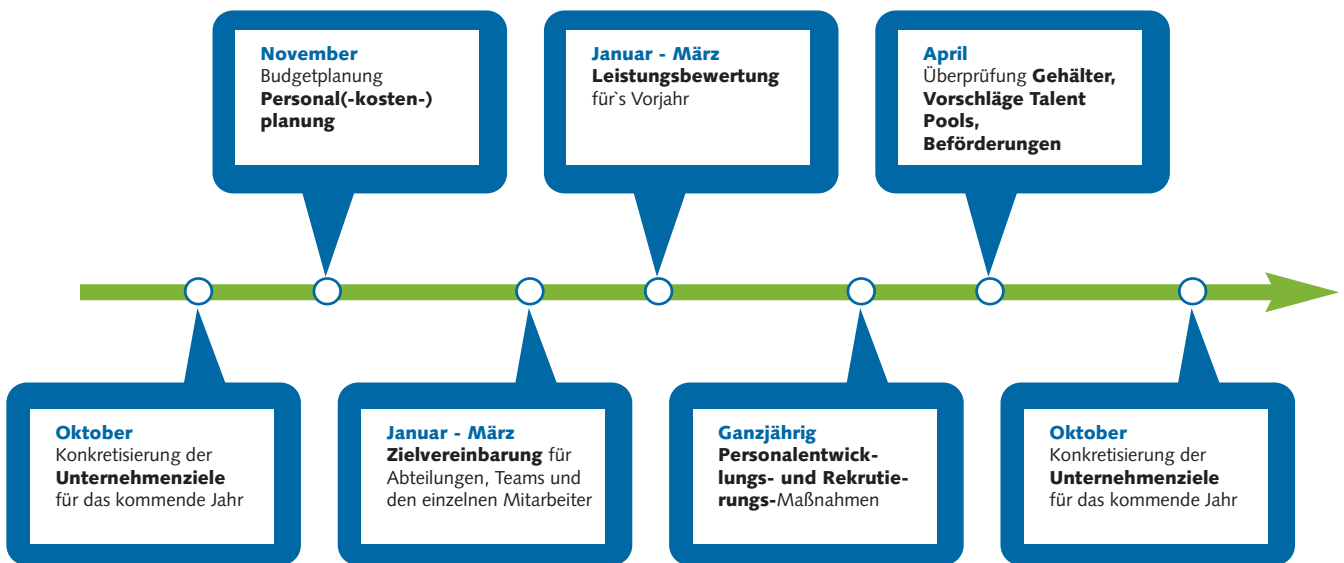 November
Budgetplanung
Personal(-kosten-)
planung
Januar - März
Leistungsbewertung
für`s Vorjahr
April
Überprüfung Gehälter,
Vorschläge Talent
Pools,
Beförderungen
Oktober
Konkretisierung der
Unternehmenziele
für das kommende Jahr
Januar - März
Zielvereinbarung für
Abteilungen, Teams und
den einzelnen Mitarbeiter
Ganzjährig
Personalentwick-
lungs- und Rekrutie-
rungs-Maßnahmen
Oktober
Konkretisierung der
Unternehmenziele
für das kommende Jahr